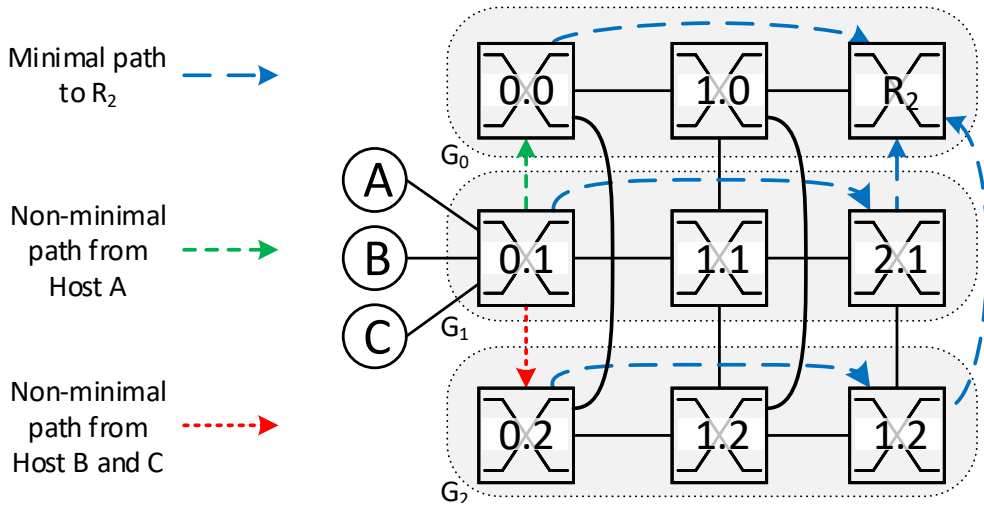 Minimal path
to R2
Non-minimal
path from
Host A
Non-minimal
path from
Host B and C
0.0
1.0
R2
G0
A
B
C
0.1
1.1
2.1
G1
0.2
1.2
1.2
G2